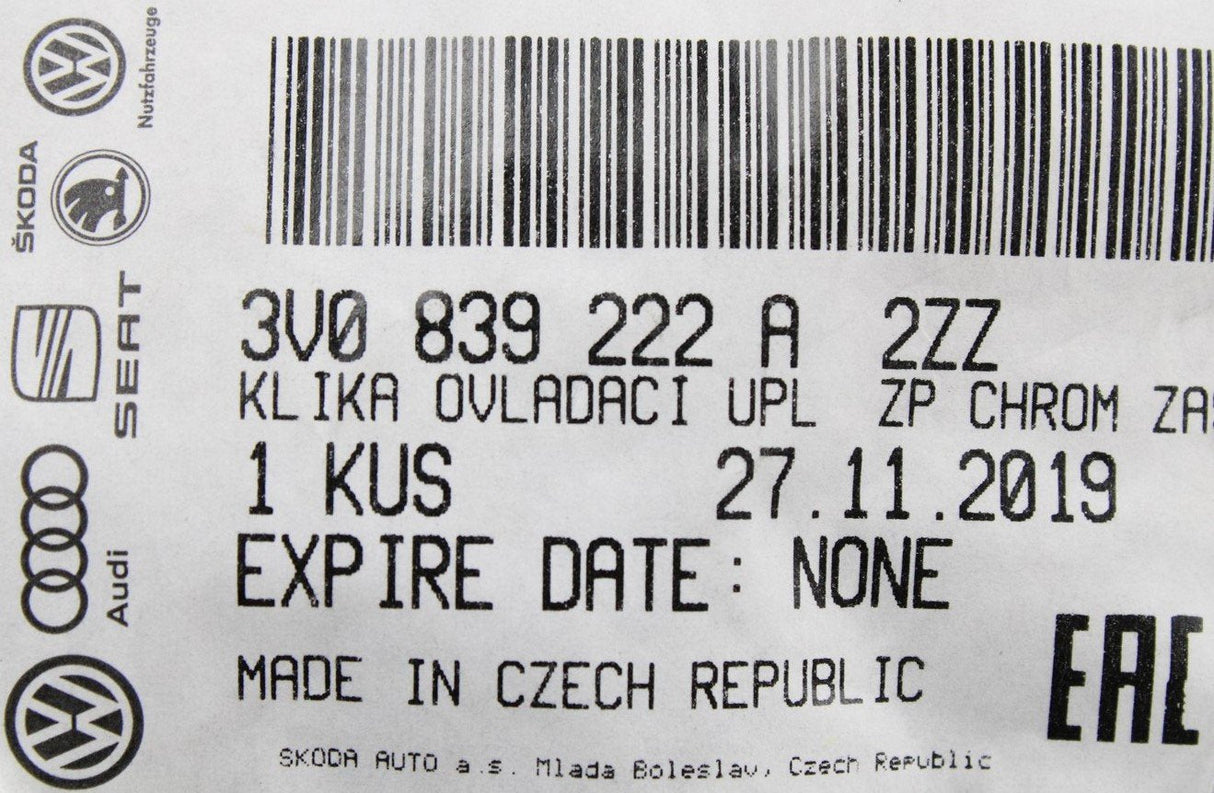 Nutzfahrzeuge
ŠKODA
SEAT
Audi
3V0 839 222 A 2ZZ
KLIKA OVLADACI UPL ZP CHROM ZAS
1 KUS 27.11.2019
EXPIRE DATE: NONE
MADE IN CZECH REPUBLIC
EAC
SKODA AUTO a.s. Mlada Boleslav, Czech Republic